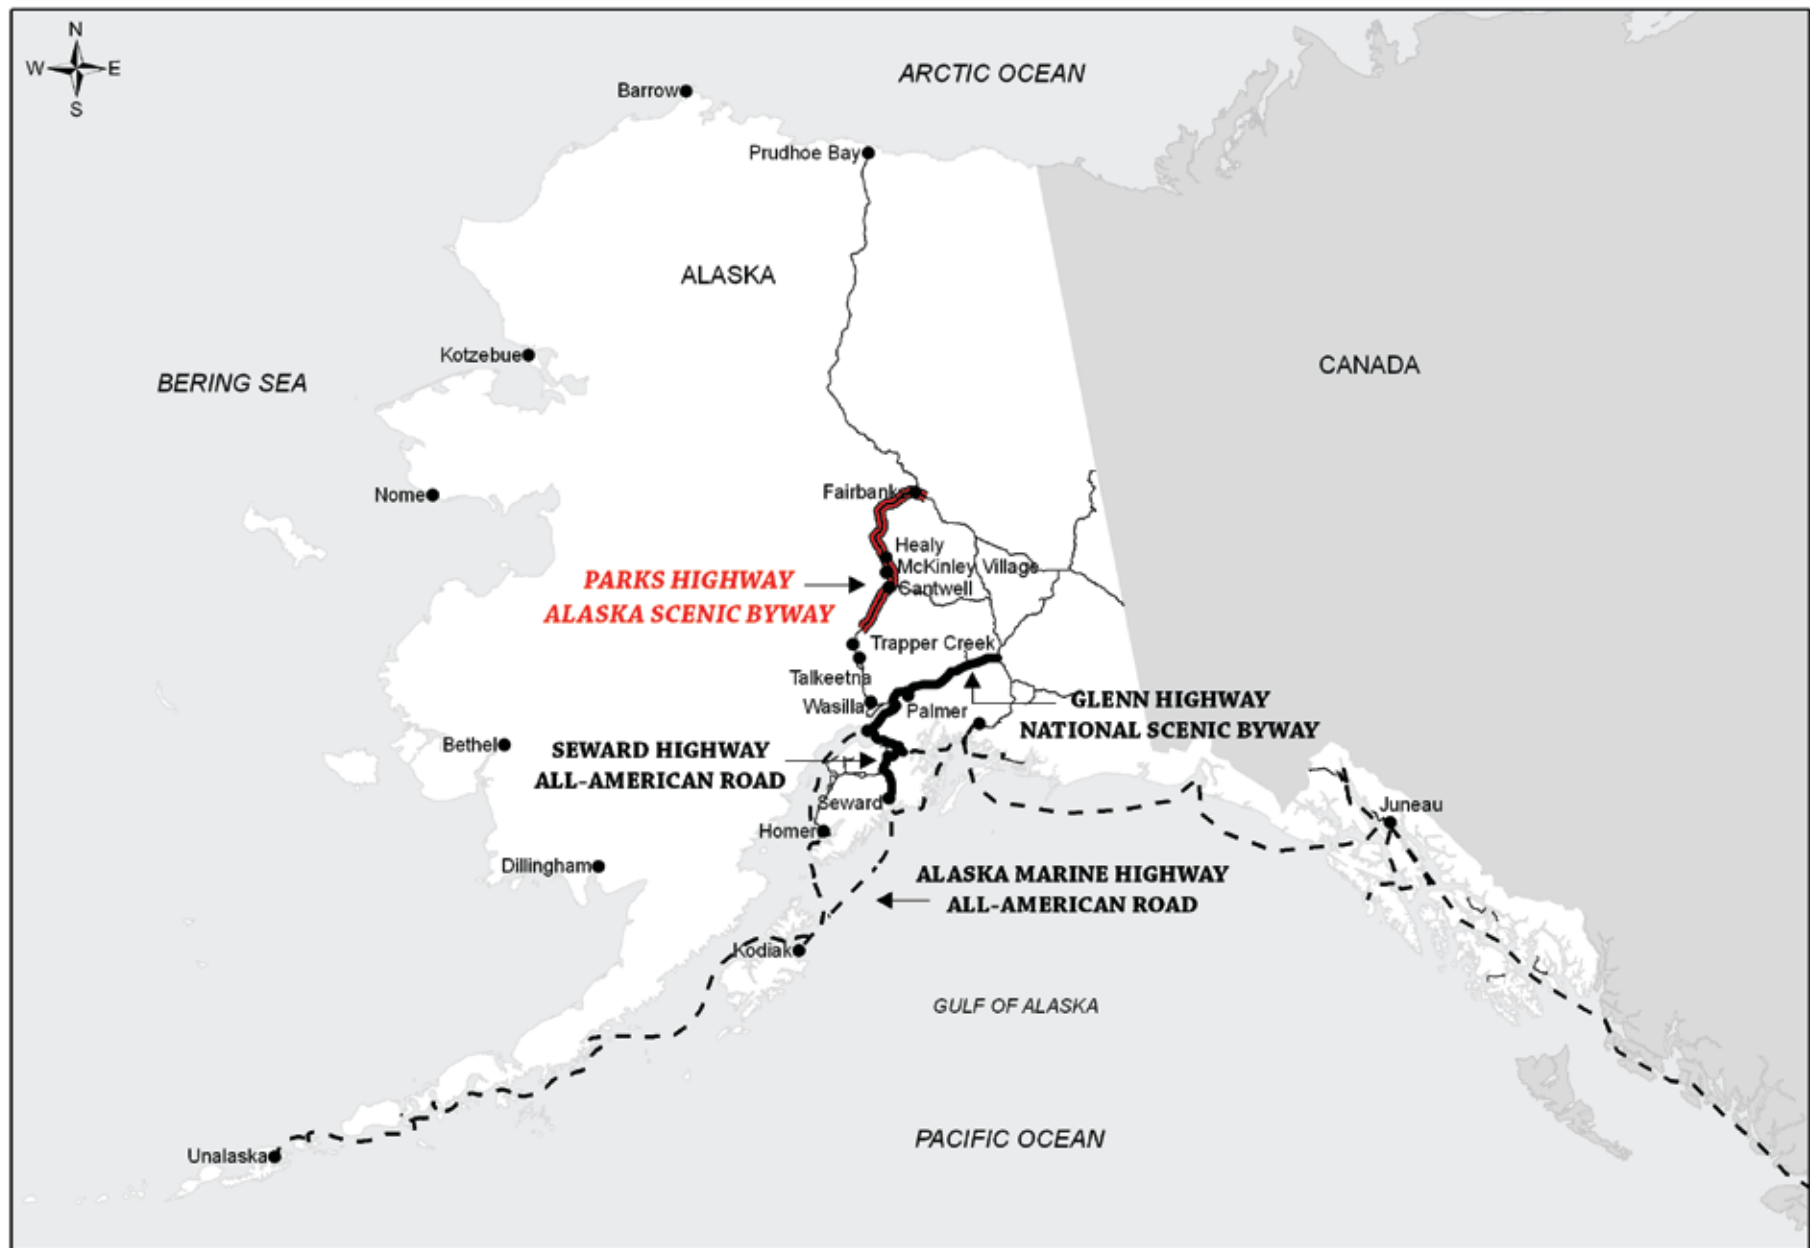 N
W E
S
ARCTIC OCEAN
Barrow
Prudhoe Bay
ALASKA
CANADA
Kotzebue
BERING SEA
Nome
Fairbanks
Healy
McKinley Village
Cantwell
PARKS HIGHWAY
ALASKA SCENIC BYWAY
Trapper Creek
Talkeetna
Wasilla
Palmer
GLENN HIGHWAY
NATIONAL SCENIC BYWAY
Bethel
SEWARD HIGHWAY
ALL-AMERICAN ROAD
Seward
Juneau
Homer
Dillingham
ALASKA MARINE HIGHWAY
ALL-AMERICAN ROAD
Kodiak
GULF OF ALASKA
PACIFIC OCEAN
Unalaska